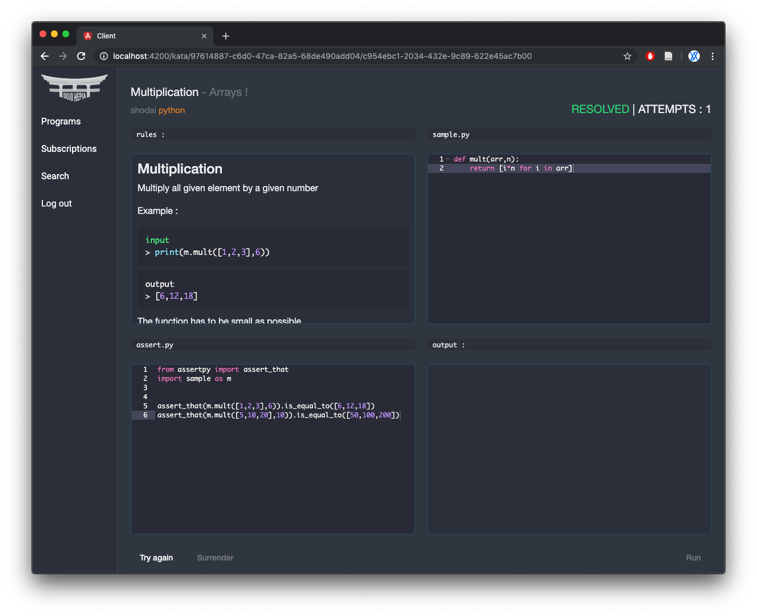 Client
localhost:4200/kata/97614887-c6d0-47ca-82a5-68de490add04/c954ebc1-2034-432e-9c89-622e45ac7b00
DOJO HEPIA
Programs
Subscriptions
Search
Log out
Multiplication - Arrays !
shodai python
RESOLVED | ATTEMPTS : 1
rules :
Multiplication
Multiply all given element by a given number
Example :
input
> print(m.mult([1,2,3],6))
output
> [6,12,18]
The function has to be small as possible
sample.py
1 def mult(arr,n):
2     return [i*n for i in arr]
assert.py
1 from assertpy import assert_that
2 import sample as m
3
4
5 assert_that(m.mult([1,2,3],6)).is_equal_to([6,12,18])
6 assert_that(m.mult([5,10,20],10)).is_equal_to([50,100,200])
output :
Try again
Surrender
Run